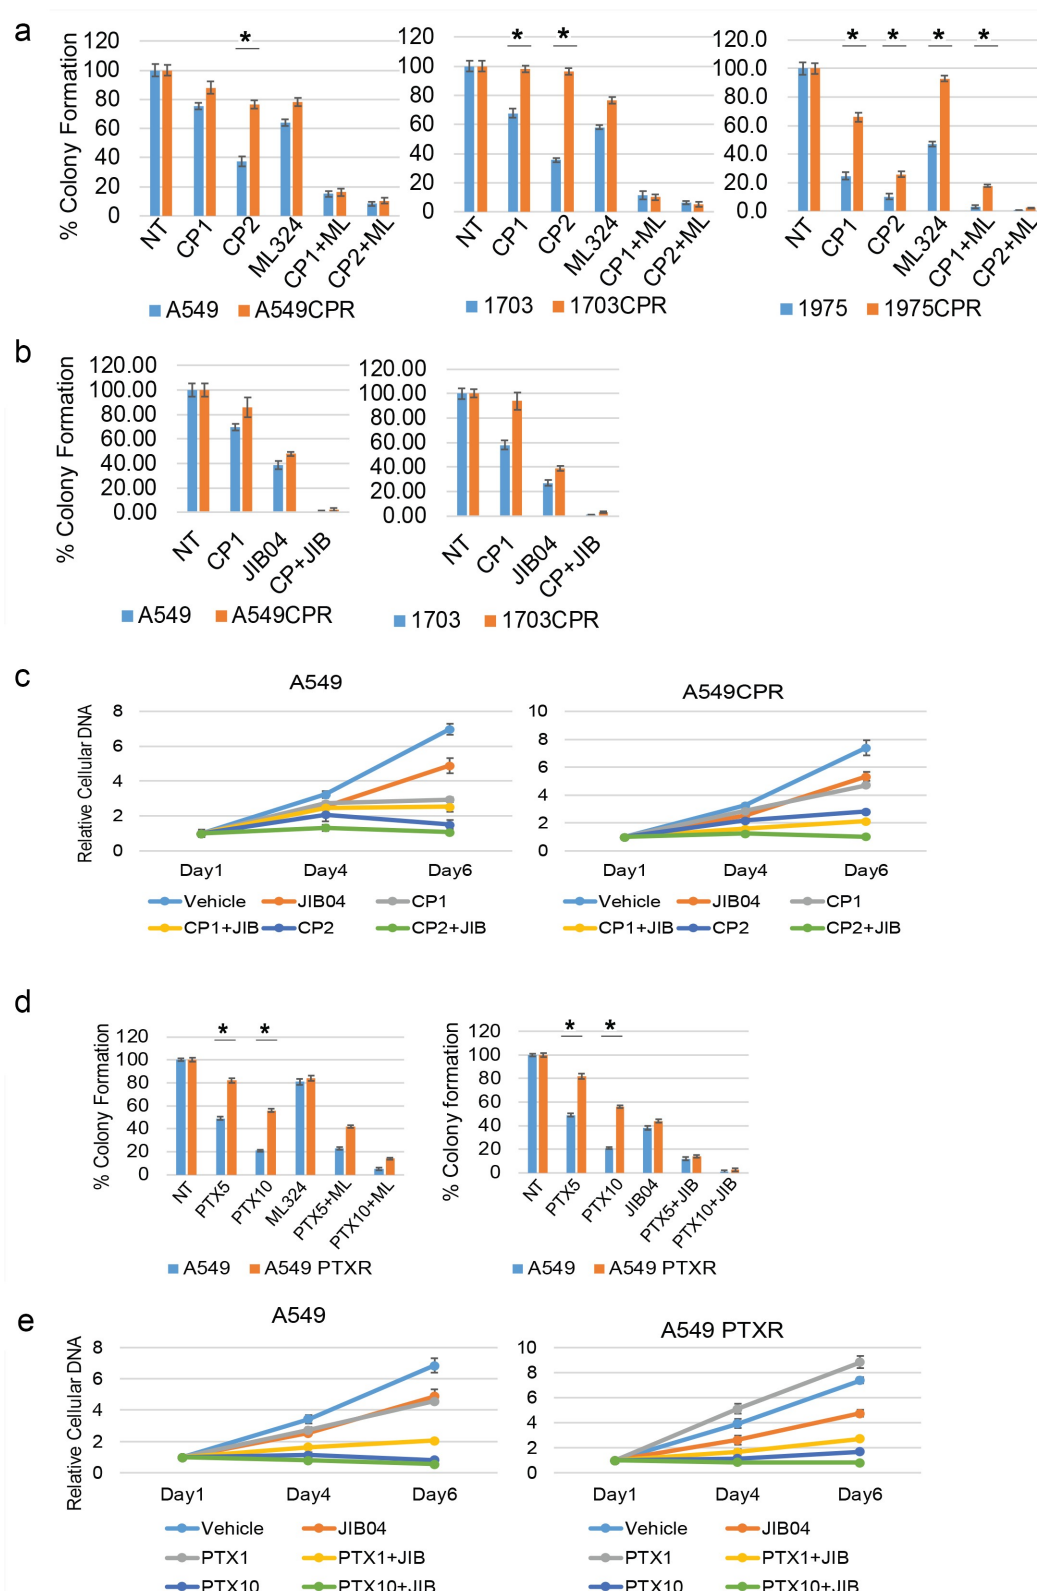 a
% Colony Formation
120
100
80
60
40
20
0
*
NT CP1 CP2 ML324 CP1+ML CP2+ML
A549 A549CPR
120
100
80
60
40
20
0
* *
NT CP1 CP2 ML324 CP1+ML CP2+ML
1703 1703CPR
120.0
100.0
80.0
60.0
40.0
20.0
0.0
* * * *
NT CP1 CP2 ML324 CP1+ML CP2+ML
1975 1975CPR
b
% Colony Formation
120.00
100.00
80.00
60.00
40.00
20.00
0.00
NT CP1 JIB04 CP+JIB
A549 A549CPR
120.00
100.00
80.00
60.00
40.00
20.00
0.00
NT CP1 JIB04 CP+JIB
1703 1703CPR
c
A549
Relative Cellular DNA
8
6
4
2
0
Day1 Day4 Day6
Vehicle JIB04 CP1
CP1+JIB CP2 CP2+JIB
A549CPR
10
8
6
4
2
0
Day1 Day4 Day6
Vehicle JIB04 CP1
CP1+JIB CP2 CP2+JIB
d
% Colony Formation
120
100
80
60
40
20
0
* *
NT PTX5 PTX10 ML324 PTX5+ML PTX10+ML
A549 A549 PTXR
% Colony formation
120
100
80
60
40
20
0
* *
NT PTX5 PTX10 JIB04 PTX5+JIB PTX10+JIB
A549 A549 PTXR
e
A549
Relative Cellular DNA
8
6
4
2
0
Day1 Day4 Day6
Vehicle JIB04
PTX1 PTX1+JIB
PTX10 PTX10+JIB
A549 PTXR
10
8
6
4
2
0
Day1 Day4 Day6
Vehicle JIB04
PTX1 PTX1+JIB
PTX10 PTX10+JIB